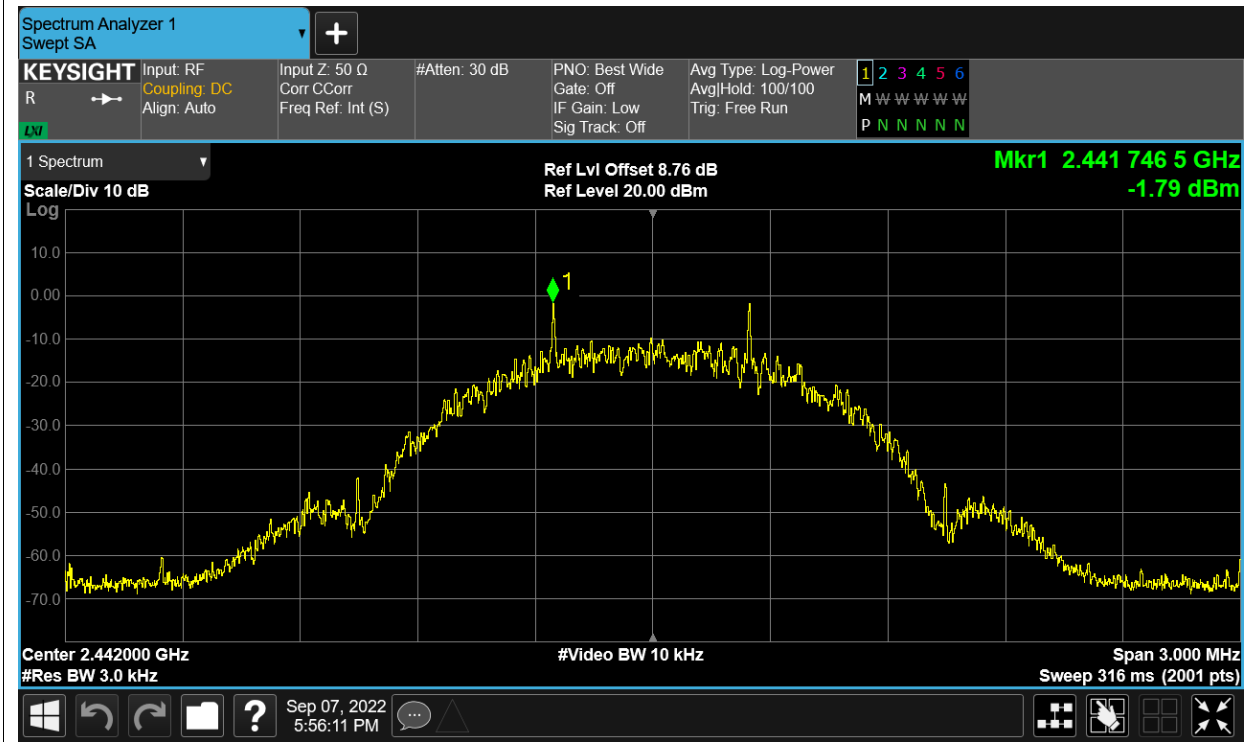 Spectrum Analyzer 1
Swept SA
KEYSIGHT
R
LXI
Input: RF
Coupling: DC
Align: Auto
Input Z: 50 Ω
Corr CCorr
Freq Ref: Int (S)
#Atten: 30 dB
PNO: Best Wide
Gate: Off
IF Gain: Low
Sig Track: Off
Avg Type: Log-Power
Avg|Hold: 100/100
Trig: Free Run
1 2 3 4 5 6
M W W W W W
P N N N N N
1 Spectrum
Scale/Div 10 dB
Log
Ref Lvl Offset 8.76 dB
Ref Level 20.00 dBm
Mkr1 2.441 746 5 GHz
-1.79 dBm
1
10.0
0.00
-10.0
-20.0
-30.0
-40.0
-50.0
-60.0
-70.0
Center 2.442000 GHz
#Res BW 3.0 kHz
#Video BW 10 kHz
Span 3.000 MHz
Sweep 316 ms (2001 pts)
?
Sep 07, 2022
5:56:11 PM